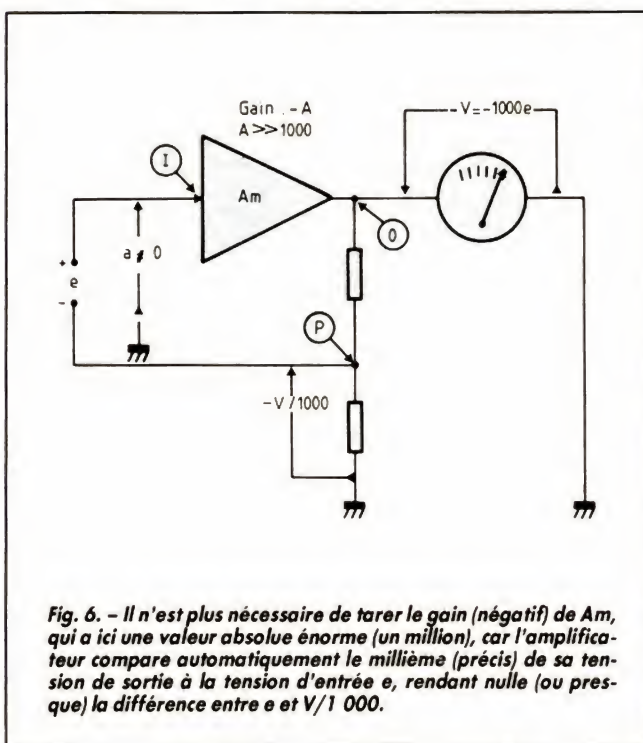 Gain . -A
A>>1000
-V=-1000e
I
Am
a ≠ 0
O
+
e
-
P
-V/1000
Fig. 6. – Il n'est plus nécessaire de tarer le gain (négatif) de Am,
qui a ici une valeur absolue énorme (un million), car l'amplifica-
teur compare automatiquement le millième (précis) de sa ten-
sion de sortie à la tension d'entrée e, rendant nulle (ou pres-
que) la différence entre e et V/1 000.